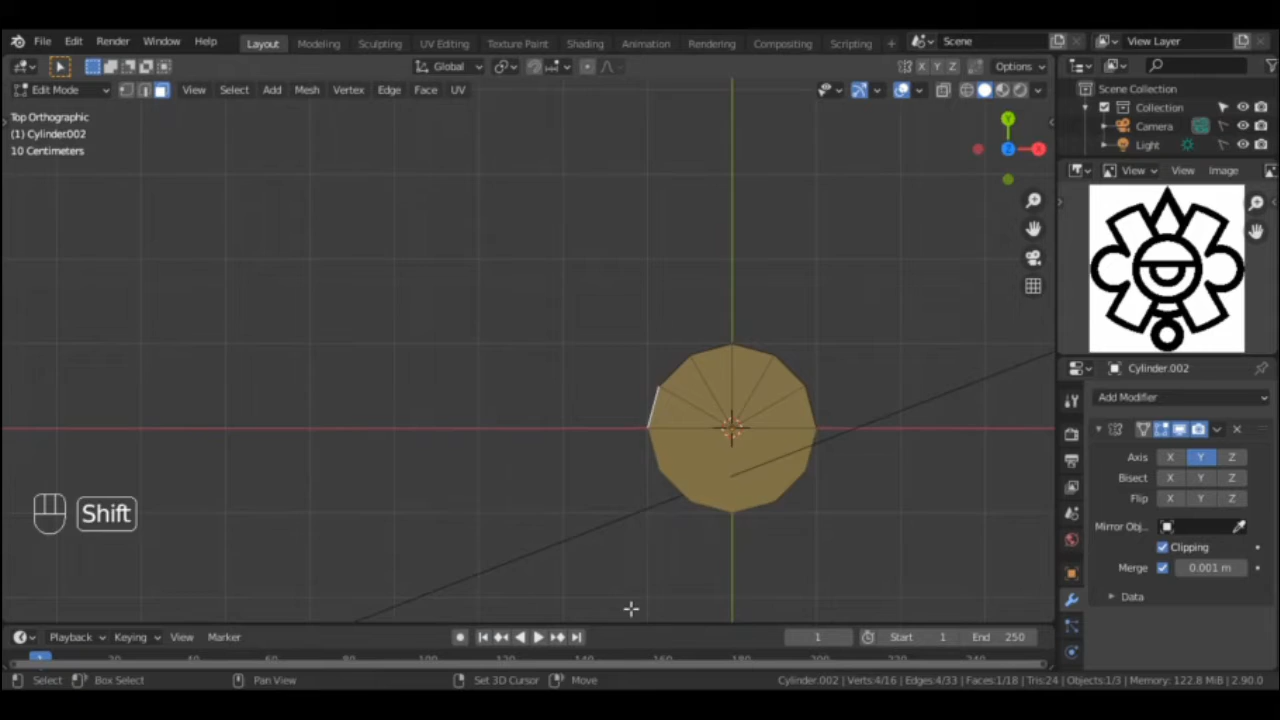 File Edit Render Window Help Layout Modeling Sculpting UV Editing Texture Paint Shading Animation Rendering Compositing Scripting + Scene View Layer
Global X Y Z Options
Edit Mode View Select Add Mesh Vertex Edge Face UV
Scene Collection
Collection
Camera
Light
Top Orthographic
(1) Cylinder.002
10 Centimeters
Y
Z
X
View View Image
Cylinder.002
Add Modifier
Axis X Y Z
Bisect X Y Z
Flip X Y Z
Mirror Obj..
Clipping
Merge 0.001 m
Data
Shift
Playback Keying View Marker 1 Start 1 End 250
1
Select Box Select Pan View Set 3D Cursor Move Cylinder.002 | Verts:4/16 | Edges:4/33 | Faces:1/18 | Tris:24 | Objects:1/3 | Memory: 122.8 MiB | 2.90.0